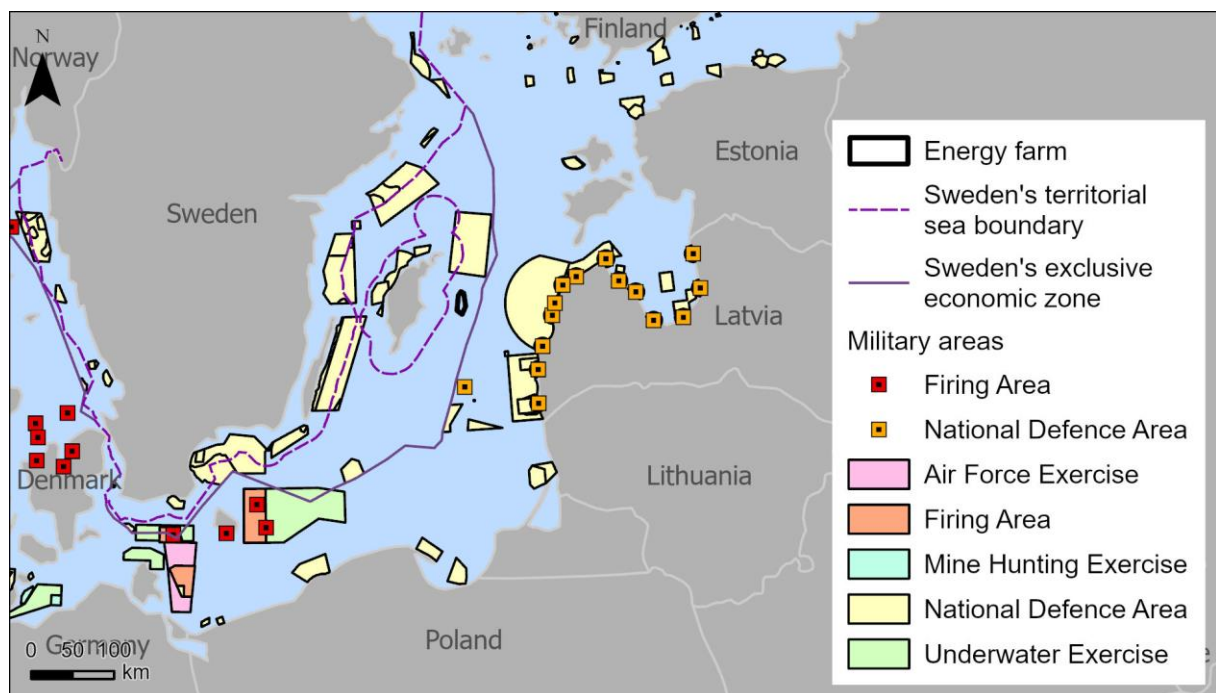 Finland
Norway
N
Estonia
Sweden
Latvia
Denmark
Lithuania
Germany
Poland
0 50 100
km
Energy farm
Sweden's territorial
sea boundary
Sweden's exclusive
economic zone
Military areas
Firing Area
National Defence Area
Air Force Exercise
Firing Area
Mine Hunting Exercise
National Defence Area
Underwater Exercise